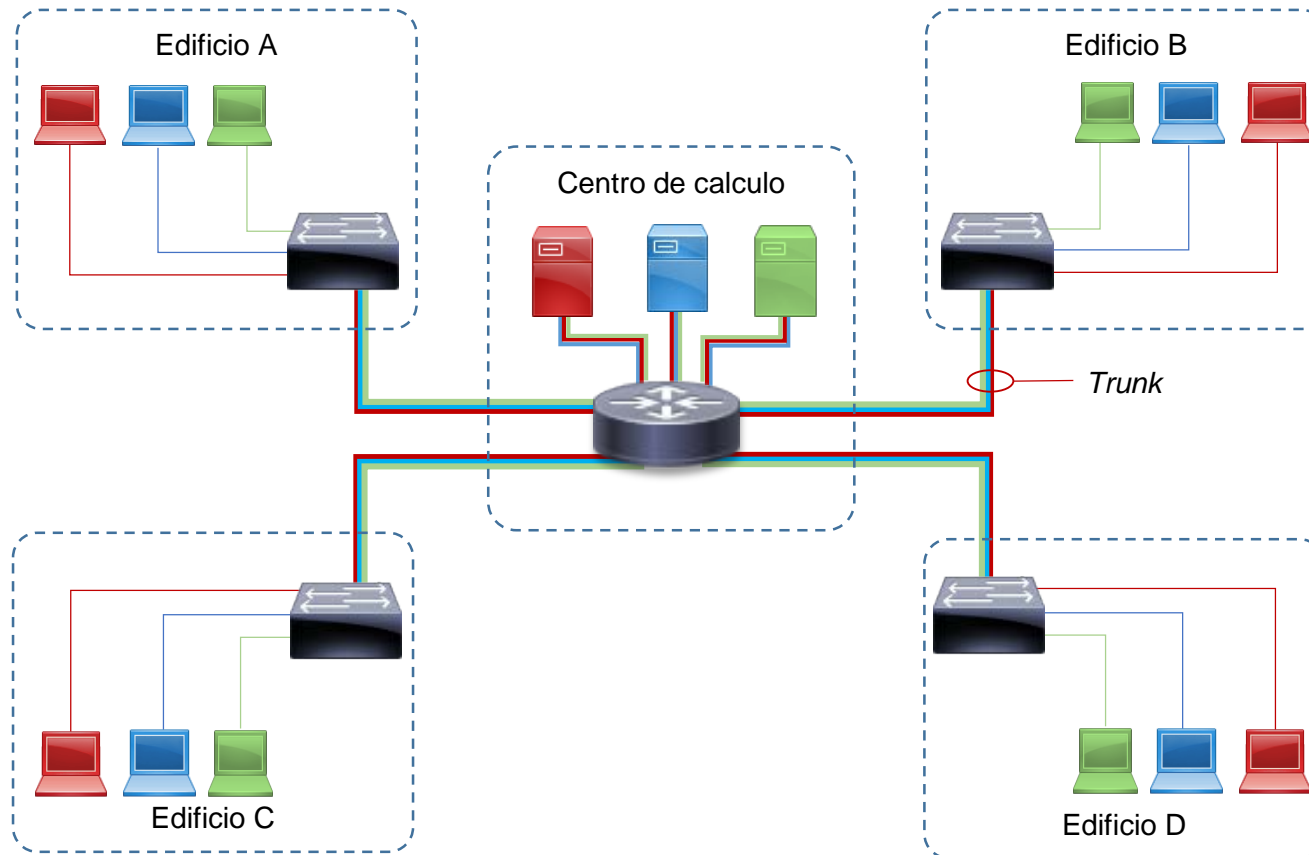 Edificio A
Edificio B
Centro de calculo
Trunk
Edificio C
Edificio D